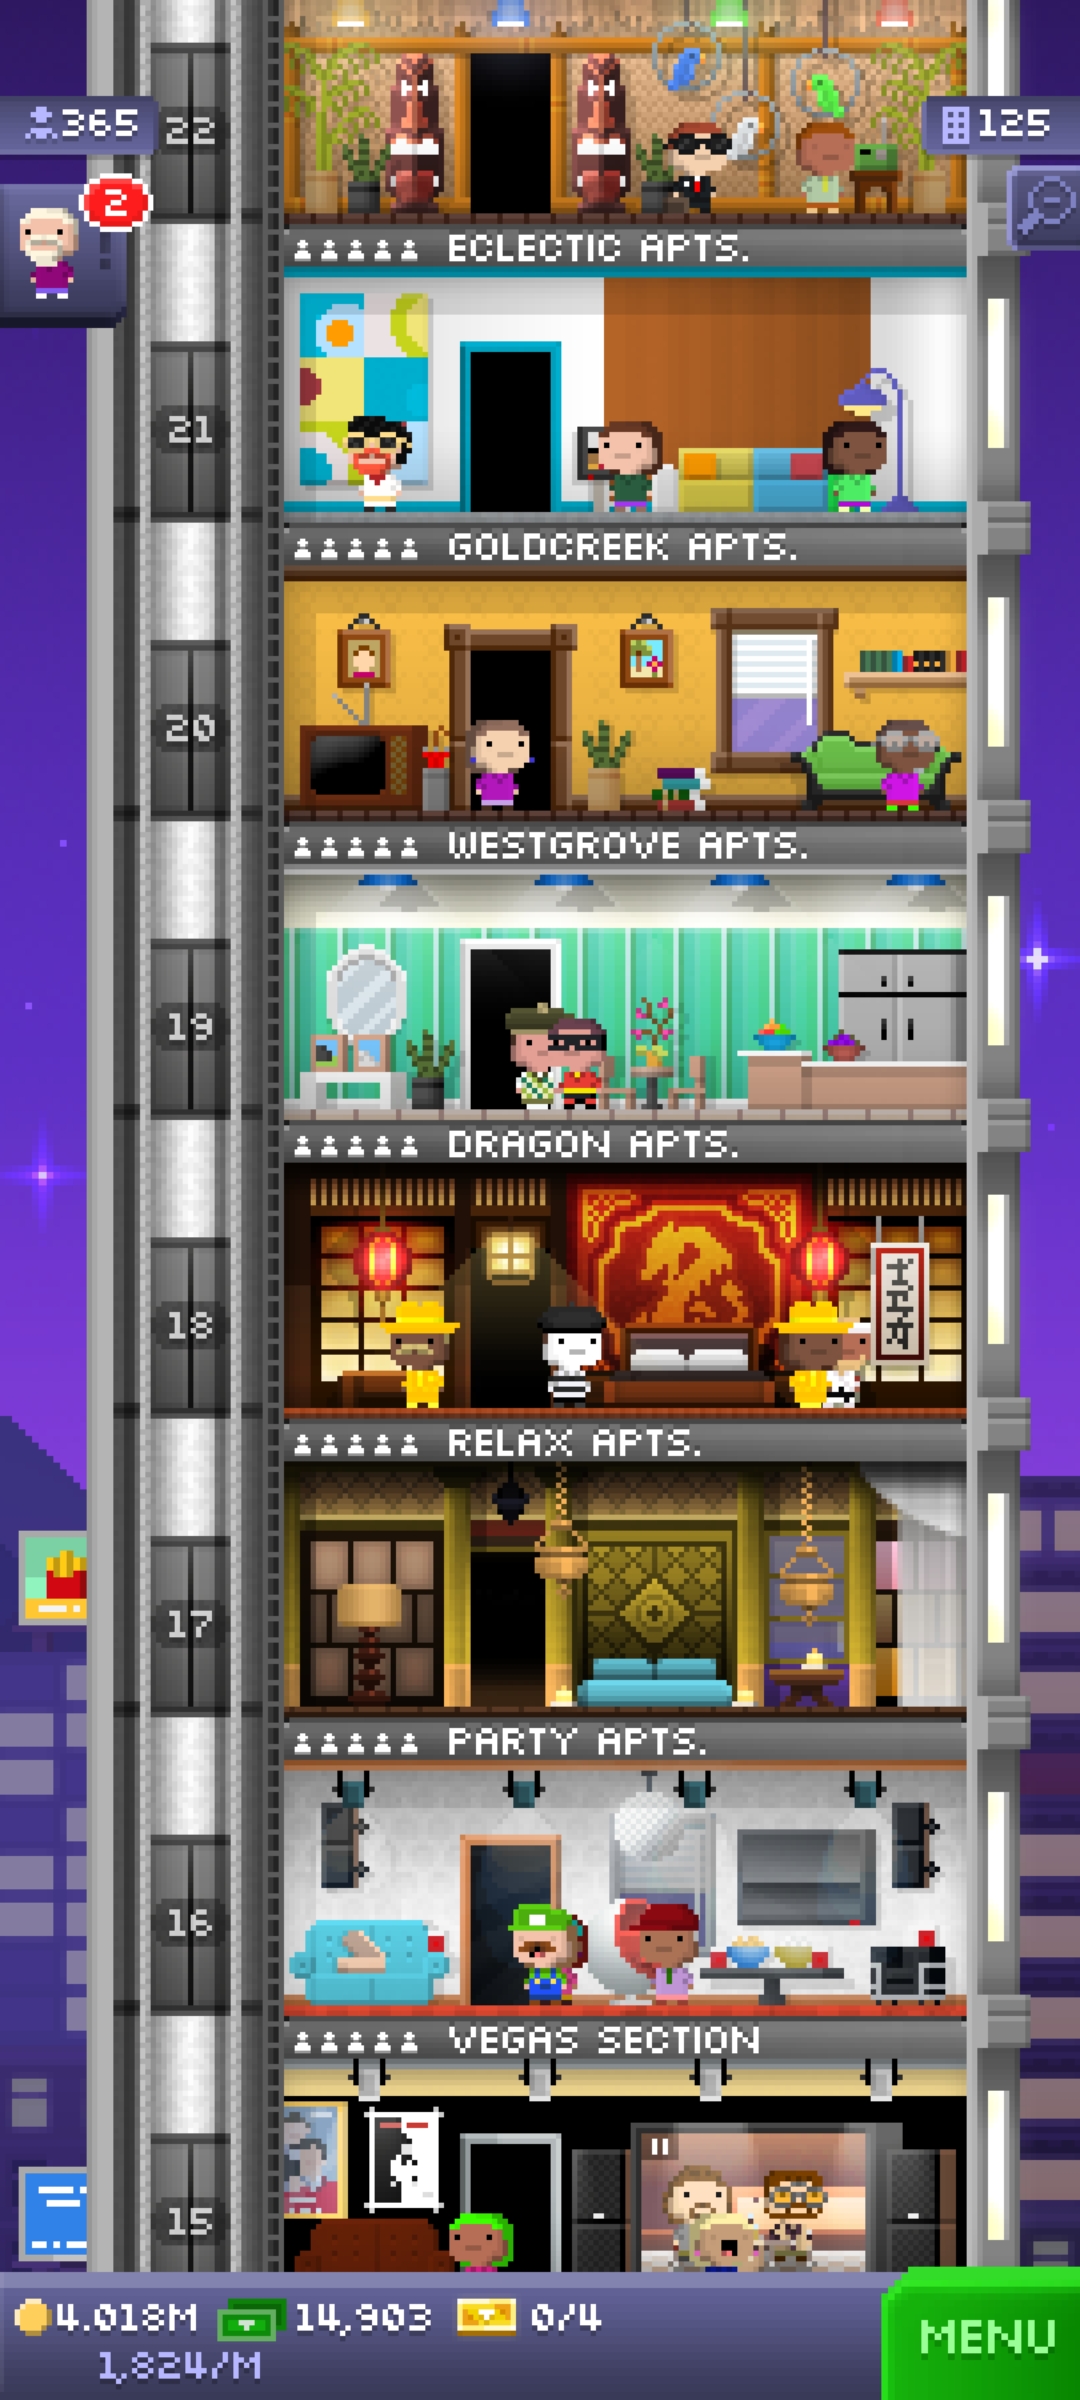 22
365
125
2
ECLECTIC APTS.
21
GOLDCREEK APTS.
20
WESTGROVE APTS.
19
DRAGON APTS.
18
RELAX APTS.
17
PARTY APTS.
16
VEGAS SECTION
15
4.018M 14,903 0/4
1,824/M
MENU